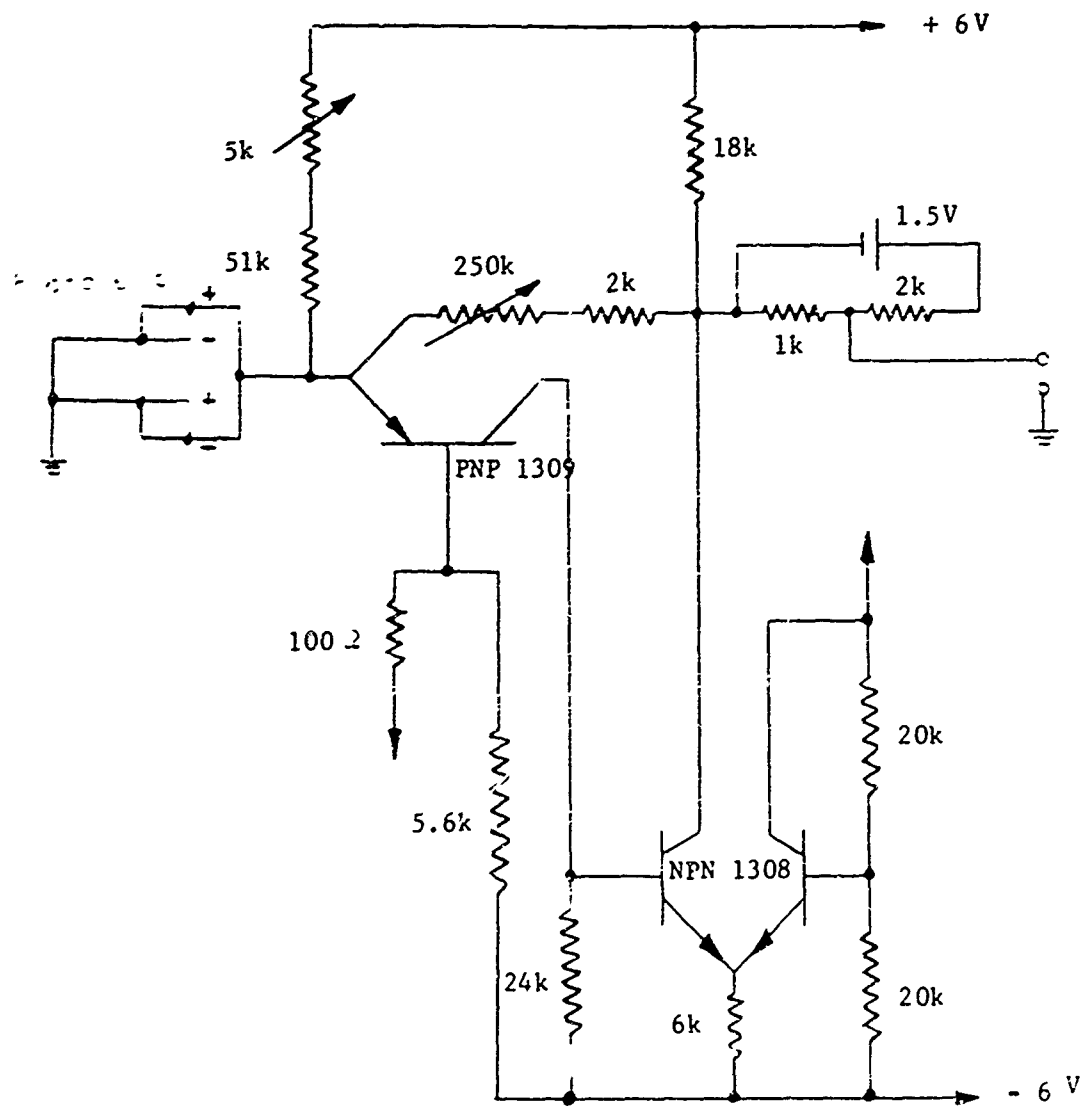 + 6V
5k
18k
1.5V
51k
250k
2k
2k
1k
+
-
+
-
PNP 1309
100 Ω
20k
5.6k
NPN 1308
24k
6k
20k
- 6 V